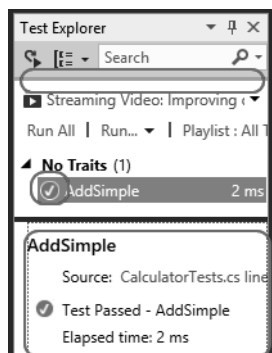 Test Explorer
Search
Streaming Video: Improving
Run All | Run... | Playlist : All T
No Traits (1)
AddSimple 2 ms
AddSimple
Source: CalculatorTests.cs line
Test Passed - AddSimple
Elapsed time: 2 ms